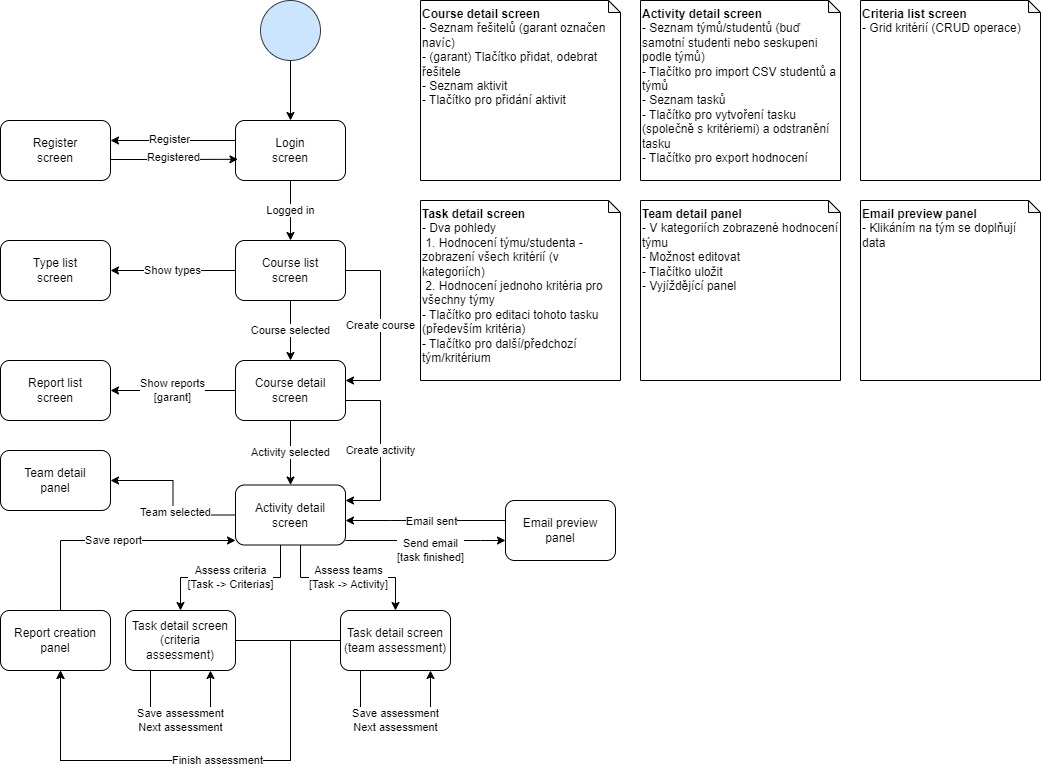 Course detail screen
- Seznam řešitelů (garant označen
navíc)
- (garant) Tlačítko přidat, odebrat
řešitele
- Seznam aktivit
- Tlačítko pro přidání aktivit
Activity detail screen
- Seznam týmů/studentů (buď
samotní studenti nebo seskupeni
podle týmů)
- Tlačítko pro import CSV studentů a
týmů
- Seznam tasků
- Tlačítko pro vytvoření tasku
(společně s kritériemi) a odstranění
tasku
- Tlačítko pro export hodnocení
Criteria list screen
- Grid kritérií (CRUD operace)
Register
screen
Register
Registered
Login
screen
Logged in
Task detail screen
- Dva pohledy
1. Hodnocení týmu/studenta -
zobrazení všech kritérií (v
kategoriích)
2. Hodnocení jednoho kritéria pro
všechny týmy
- Tlačítko pro editaci tohoto tasku
(především kritéria)
- Tlačítko pro další/předchozí
tým/kritérium
Team detail panel
- V kategoriích zobrazené hodnocení
týmu
- Možnost editovat
- Tlačítko uložit
- Vyjíždějící panel
Email preview panel
- Klikáním na tým se doplňují
data
Type list
screen
Show types
Course list
screen
Course selected
Create course
Report list
screen
Show reports
[garant]
Course detail
screen
Activity selected
Create activity
Team detail
panel
Team selected
Activity detail
screen
Email sent
Send email
[task finished]
Email preview
panel
Save report
Assess criteria
[Task -> Criterias]
Assess teams
[Task -> Activity]
Report creation
panel
Task detail screen
(criteria
assessment)
Task detail screen
(team assessment)
Save assessment
Next assessment
Save assessment
Next assessment
Finish assessment